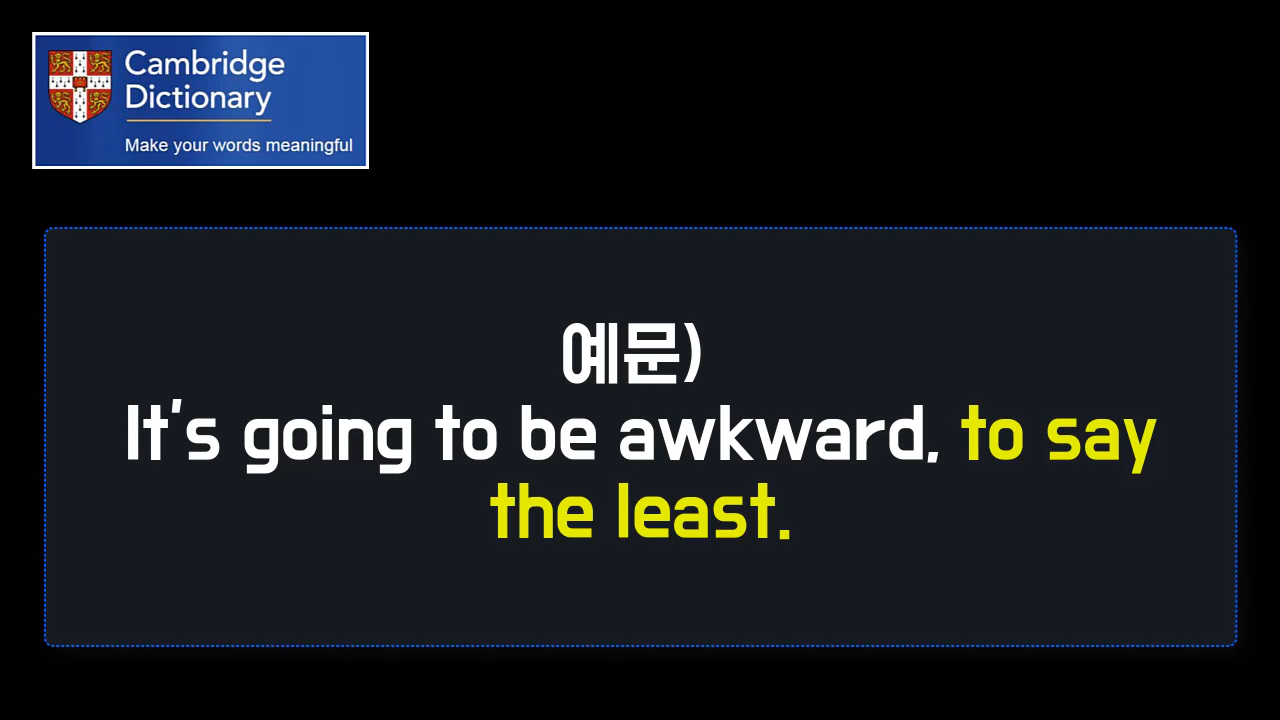 Cambridge
Dictionary
Make your words meaningful
예문)
It's going to be awkward, to say
the least.